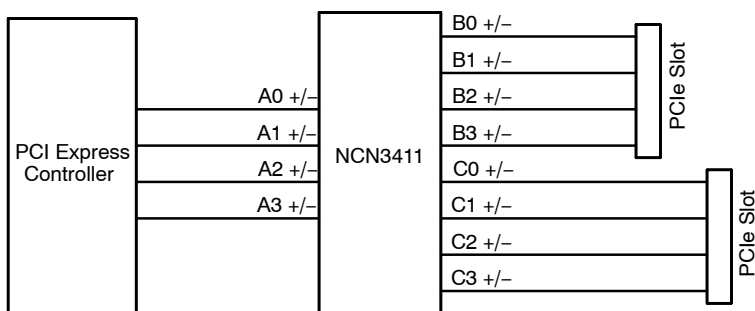 PCI Express
Controller
A0 +/−
A1 +/−
A2 +/−
A3 +/−
NCN3411
B0 +/−
B1 +/−
B2 +/−
B3 +/−
C0 +/−
C1 +/−
C2 +/−
C3 +/−
PCIe Slot
PCIe Slot